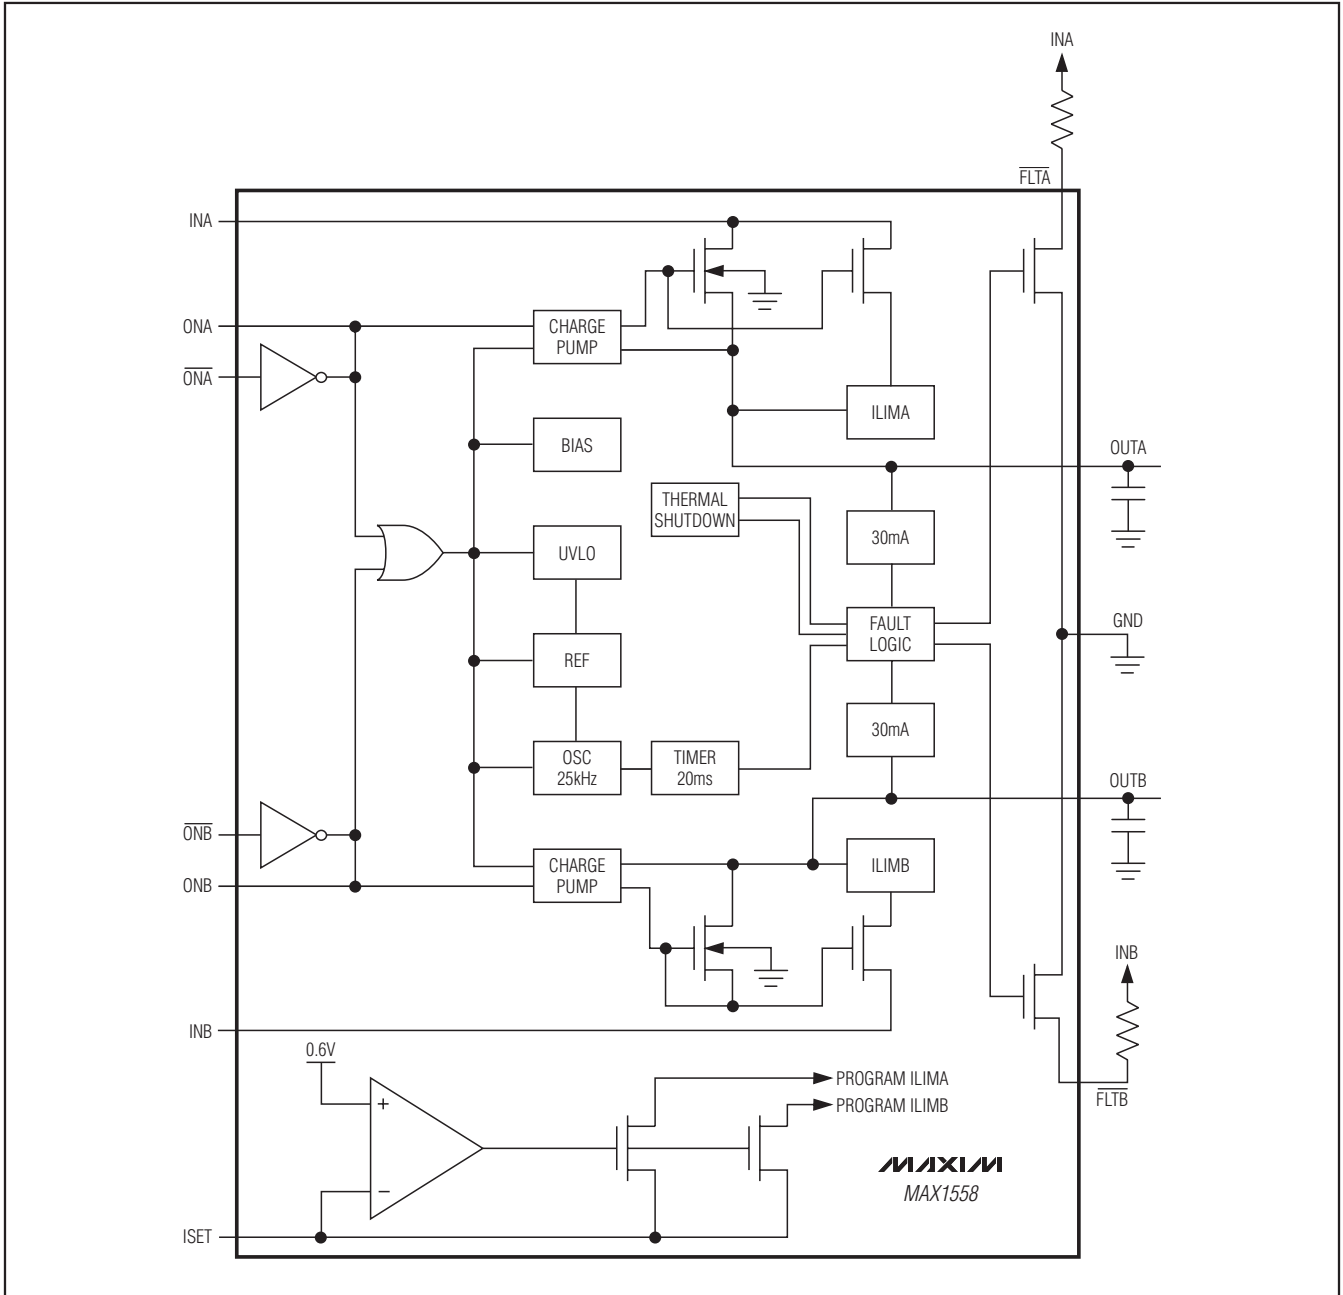 INA
FLTA
INA
ONA
CHARGE
PUMP
ONA
ILIMA
BIAS
OUTA
THERMAL
SHUTDOWN
30mA
UVLO
FAULT
LOGIC
GND
REF
30mA
OSC
25kHz
TIMER
20ms
OUTB
ONB
CHARGE
PUMP
ILIMB
ONB
INB
INB
0.6V
PROGRAM ILIMA
+
PROGRAM ILIMB
FLTB
MAXIM
MAX1558
−
ISET